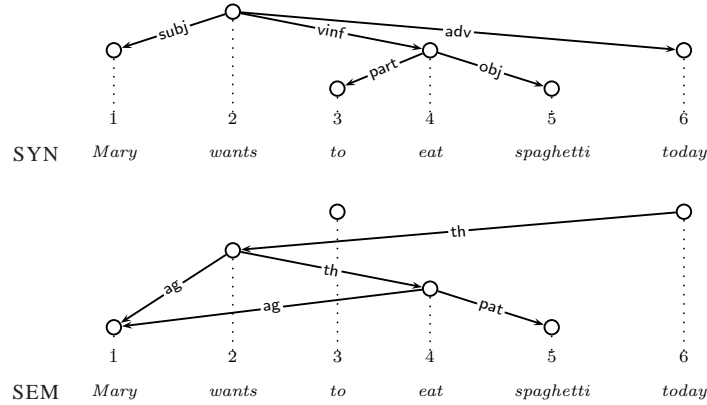 subj vinf adv
part obj
1 2 3 4 5 6
SYN Mary wants to eat spaghetti today
th
ag th
ag pat
1 2 3 4 5 6
SEM Mary wants to eat spaghetti today